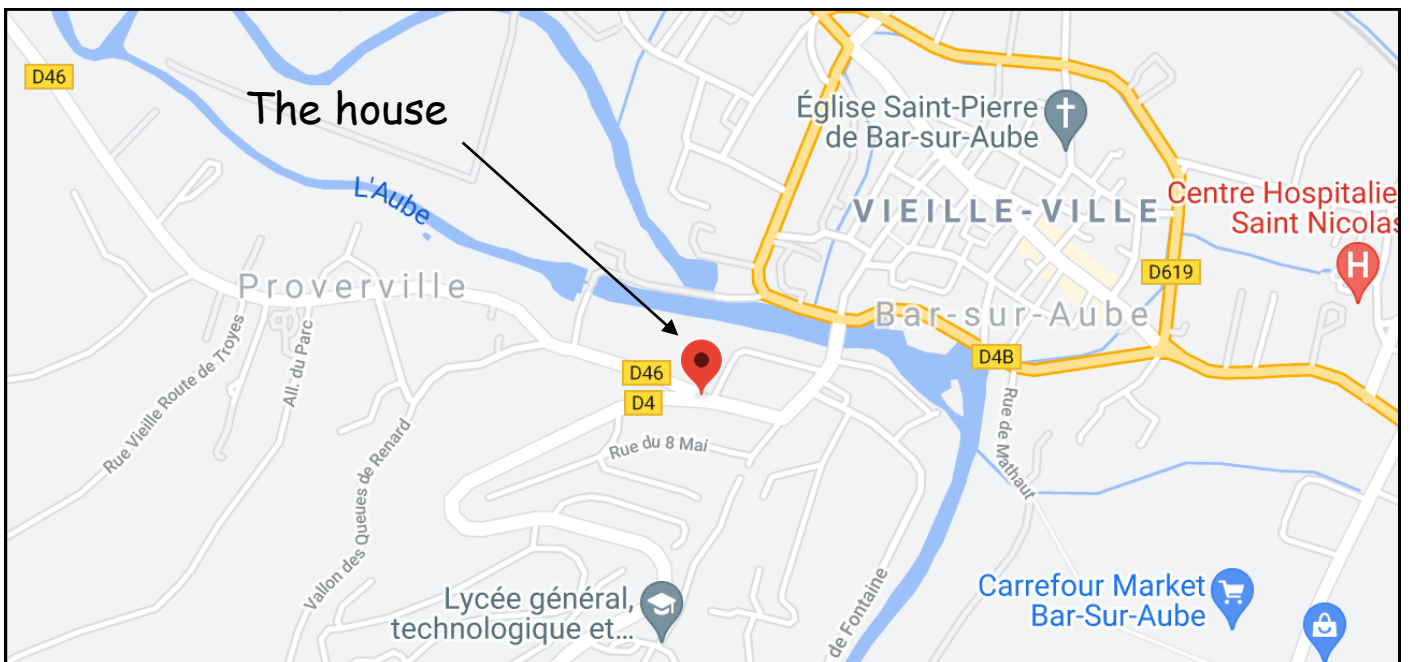 D46
The house
Église Saint-Pierre
de Bar-sur-Aube
L'Aube
VIEILLE-VILLE
Centre Hospitalie
Saint Nicolas
D619
Proverville
Bar-sur-Aube
Rue Vieille Route de Troyes
All. du Parc
D46
D4
D4B
Rue du 8 Mai
Vallon des Queues de Renard
Rue de Mathaut
Lycée général,
technologique et...
de Fontaine
Carrefour Market
Bar-Sur-Aube
H